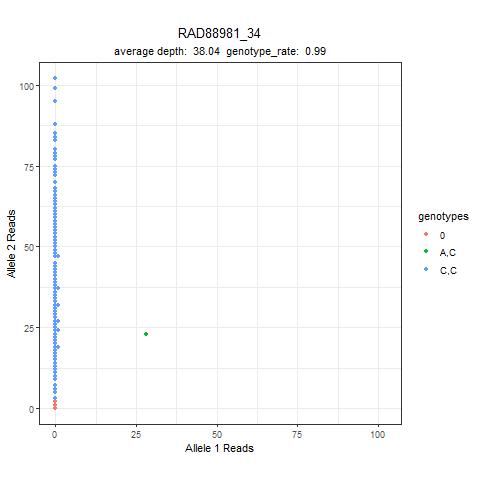 RAD88981_34
average depth:  38.04  genotype_rate:  0.99
100
75
50
25
0
Allele 2 Reads
0
25
50
75
100
Allele 1 Reads
genotypes
0
A,C
C,C